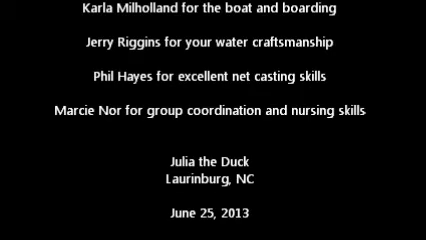 Karla Milholland for the boat and boarding
Jerry Riggins for your water craftsmanship
Phil Hayes for excellent net casting skills
Marcie Nor for group coordination and nursing skills
Julia the Duck
Laurinburg, NC
June 25, 2013